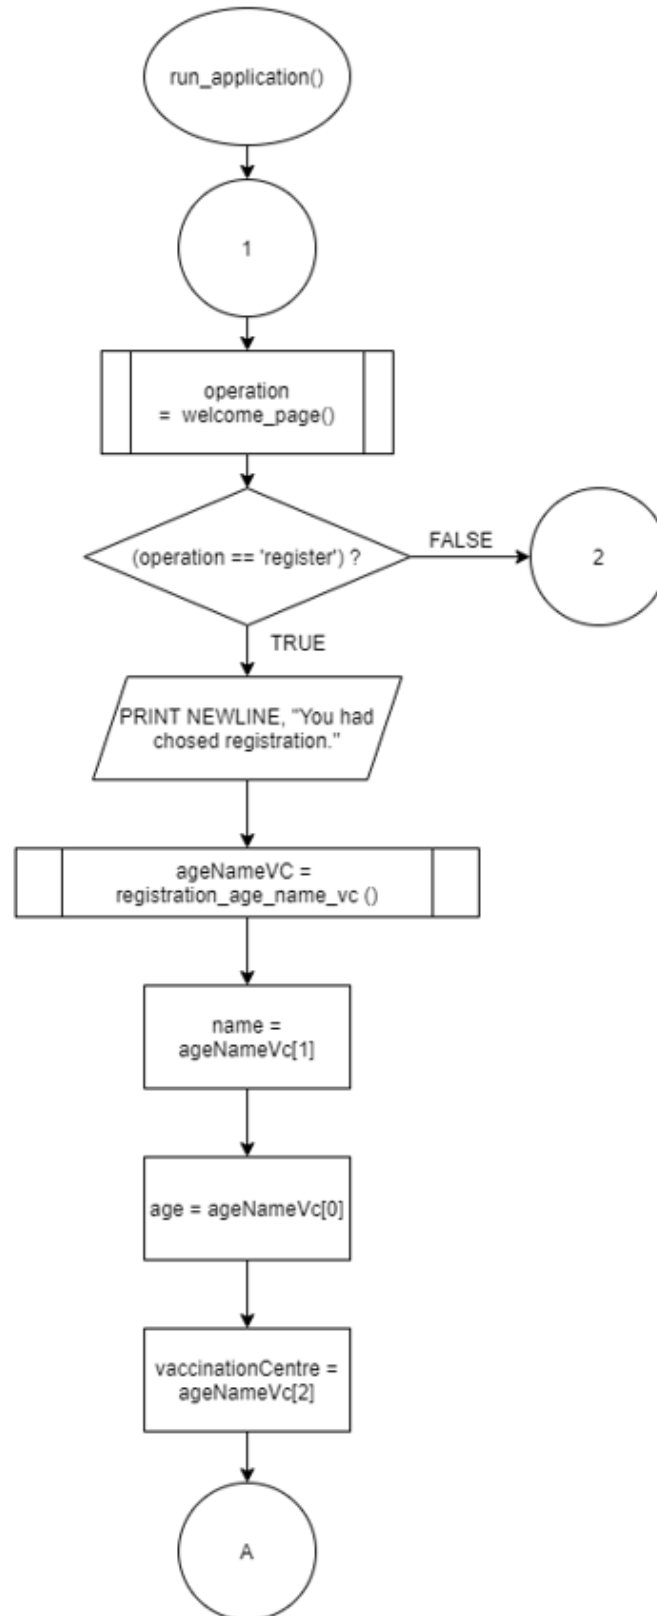 run_application()
1
operation
= welcome_page()
(operation == 'register') ?
FALSE
2
TRUE
PRINT NEWLINE, "You had
chosed registration."
ageNameVC =
registration_age_name_vc ()
name =
ageNameVc[1]
age = ageNameVc[0]
vaccinationCentre =
ageNameVc[2]
A